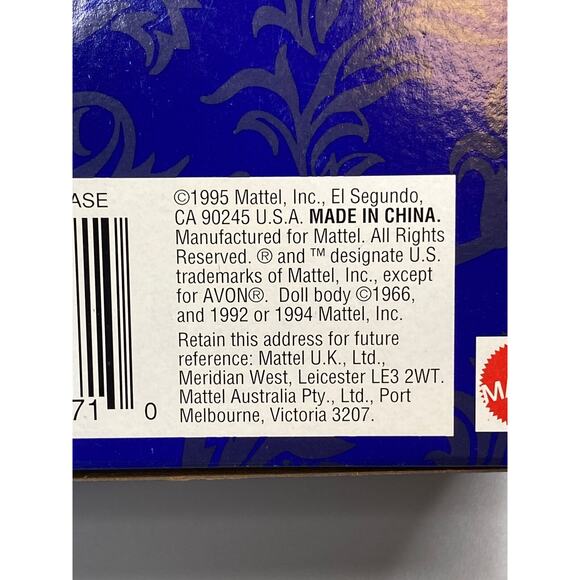 ASE
©1995 Mattel, Inc., El Segundo,
CA 90245 U.S.A. MADE IN CHINA.
Manufactured for Mattel. All Rights
Reserved. ® and ™ designate U.S.
trademarks of Mattel, Inc., except
for AVON®. Doll body ©1966,
and 1992 or 1994 Mattel, Inc.
Retain this address for future
reference: Mattel U.K., Ltd.,
Meridian West, Leicester LE3 2WT.
Mattel Australia Pty., Ltd., Port
Melbourne, Victoria 3207.
71 0
MA